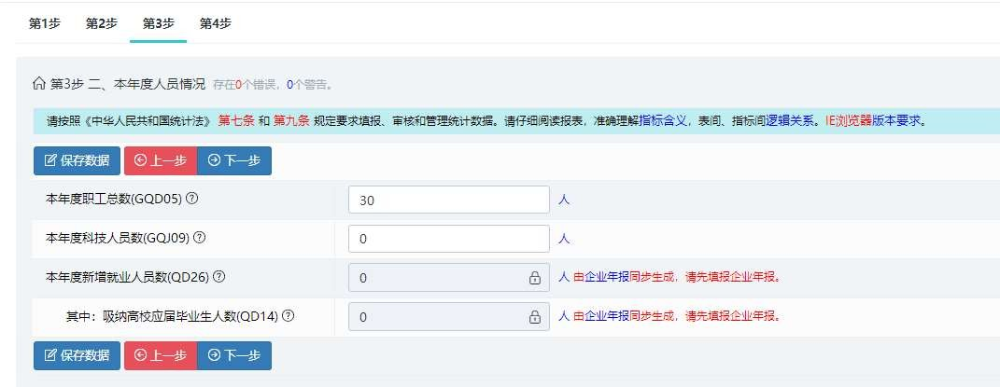 第1步 第2步 第3步 第4步
第3步 二、本年度人员情况 存在0个错误，0个警告。
请按照《中华人民共和国统计法》 第七条 和 第九条 规定要求填报、审核和管理统计数据。请仔细阅读报表，准确理解指标含义，表间、指标间逻辑关系。IE浏览器版本要求。
保存数据 上一步 下一步
本年度职工总数(GQD05) 30 人
本年度科技人员数(GQJ09) 0 人
本年度新增就业人员数(QD26) 0 人 由企业年报同步生成，请先填报企业年报。
其中：吸纳高校应届毕业生人数(QD14) 0 人 由企业年报同步生成，请先填报企业年报。
保存数据 上一步 下一步